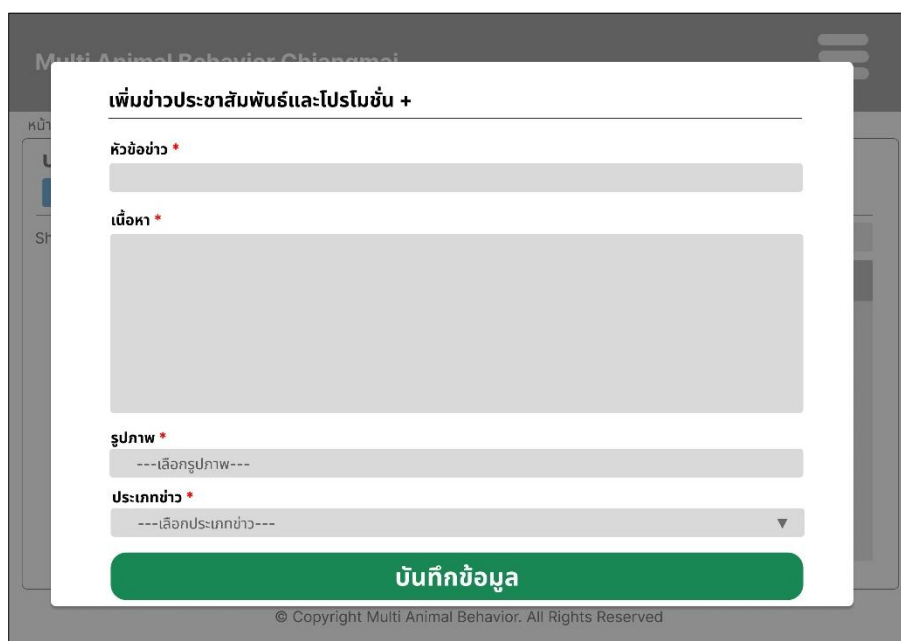 Multi Animal Behavior Chiangmai
เพิ่มข่าวประชาสัมพันธ์และโปรโมชั่น +
หน้า
หัวข้อข่าว *
เนื้อหา *
Sh
รูปภาพ *
---เลือกรูปภาพ---
ประเภทข่าว *
---เลือกประเภทข่าว--- ▼
บันทึกข้อมูล
© Copyright Multi Animal Behavior. All Rights Reserved